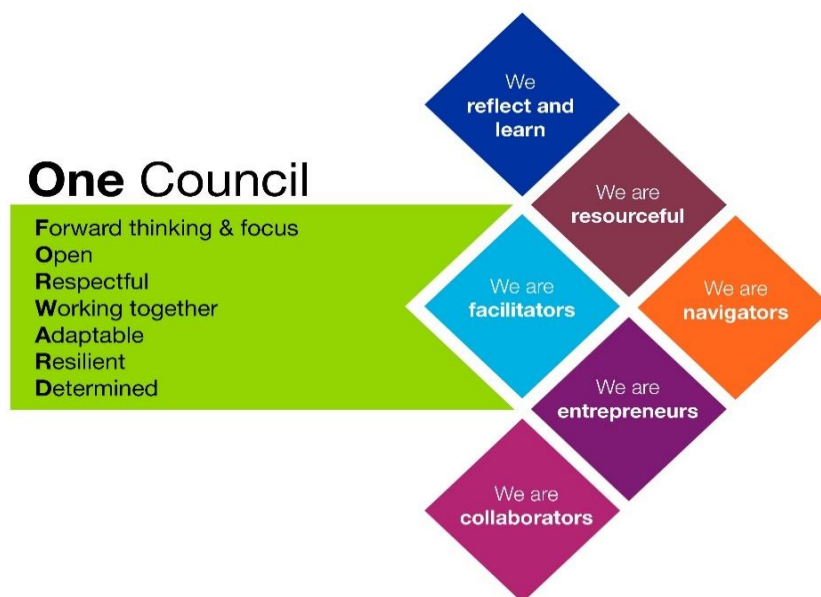 One Council
Forward thinking & focus
Open
Respectful
Working together
Adaptable
Resilient
Determined
We
reflect and
learn
We are
resourceful
We are
facilitators
We are
navigators
We are
entrepreneurs
We are
collaborators